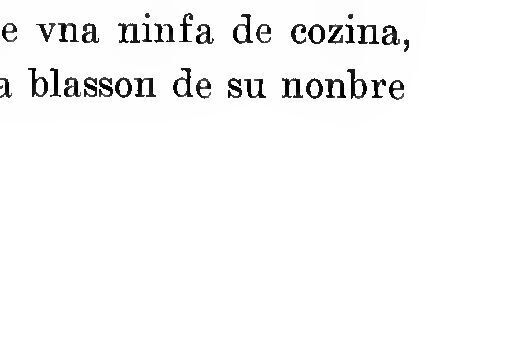 e vna ninfa de cozina,
a blasson de su nonbre